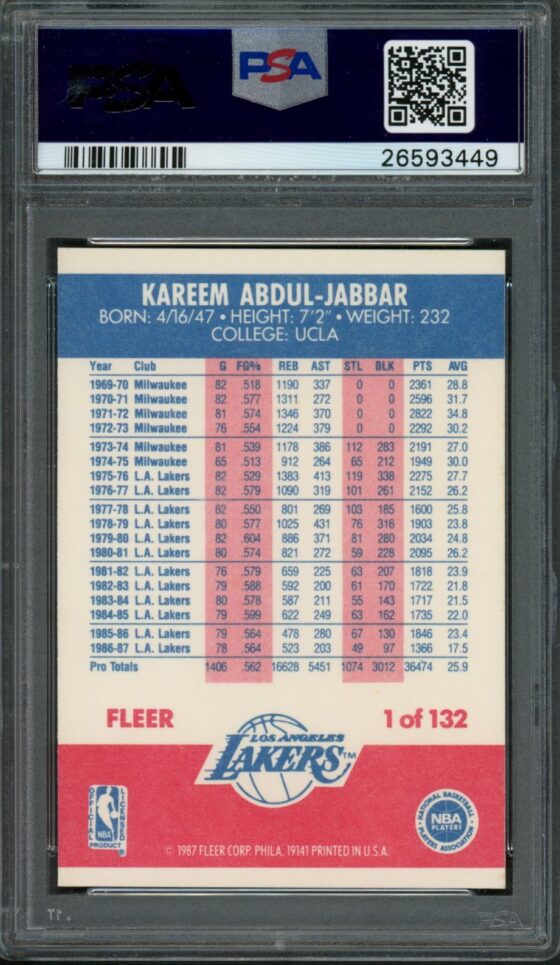 PSA
PSA
26593449
KAREEM ABDUL-JABBAR
BORN: 4/16/47 • HEIGHT: 7'2" • WEIGHT: 232
COLLEGE: UCLA
Year Club G FG% REB AST STL BLK PTS AVG
1969-70 Milwaukee 82 .518 1190 337 0 0 2361 28.8
1970-71 Milwaukee 82 .577 1311 272 0 0 2596 31.7
1971-72 Milwaukee 81 .574 1346 370 0 0 2822 34.8
1972-73 Milwaukee 76 .554 1224 379 0 0 2292 30.2
1973-74 Milwaukee 81 .539 1178 386 112 283 2191 27.0
1974-75 Milwaukee 65 .513 912 264 65 212 1949 30.0
1975-76 L.A. Lakers 82 .529 1383 413 119 338 2275 27.7
1976-77 L.A. Lakers 82 .579 1090 319 101 261 2152 26.2
1977-78 L.A. Lakers 62 .550 801 269 103 185 1600 25.8
1978-79 L.A. Lakers 80 .577 1025 431 76 316 1903 23.8
1979-80 L.A. Lakers 82 .604 886 371 81 280 2034 24.8
1980-81 L.A. Lakers 80 .574 821 272 59 228 2095 26.2
1981-82 L.A. Lakers 76 .579 659 225 63 207 1818 23.9
1982-83 L.A. Lakers 79 .588 592 200 61 170 1722 21.8
1983-84 L.A. Lakers 80 .578 587 211 55 143 1717 21.5
1984-85 L.A. Lakers 79 .599 622 249 63 162 1735 22.0
1985-86 L.A. Lakers 79 .564 478 280 67 130 1846 23.4
1986-87 L.A. Lakers 78 .564 523 203 49 97 1366 17.5
Pro Totals 1406 .562 16628 5451 1074 3012 36474 25.9
FLEER 1 of 132
LOS ANGELES
LAKERS™
OFFICIAL LICENSED
NBA
PRODUCT
NATIONAL BASKETBALL
NBA
PLAYERS
PLAYERS ASSOCIATION
© 1987 FLEER CORP. PHILA. 19141 PRINTED IN U.S.A.
PSA